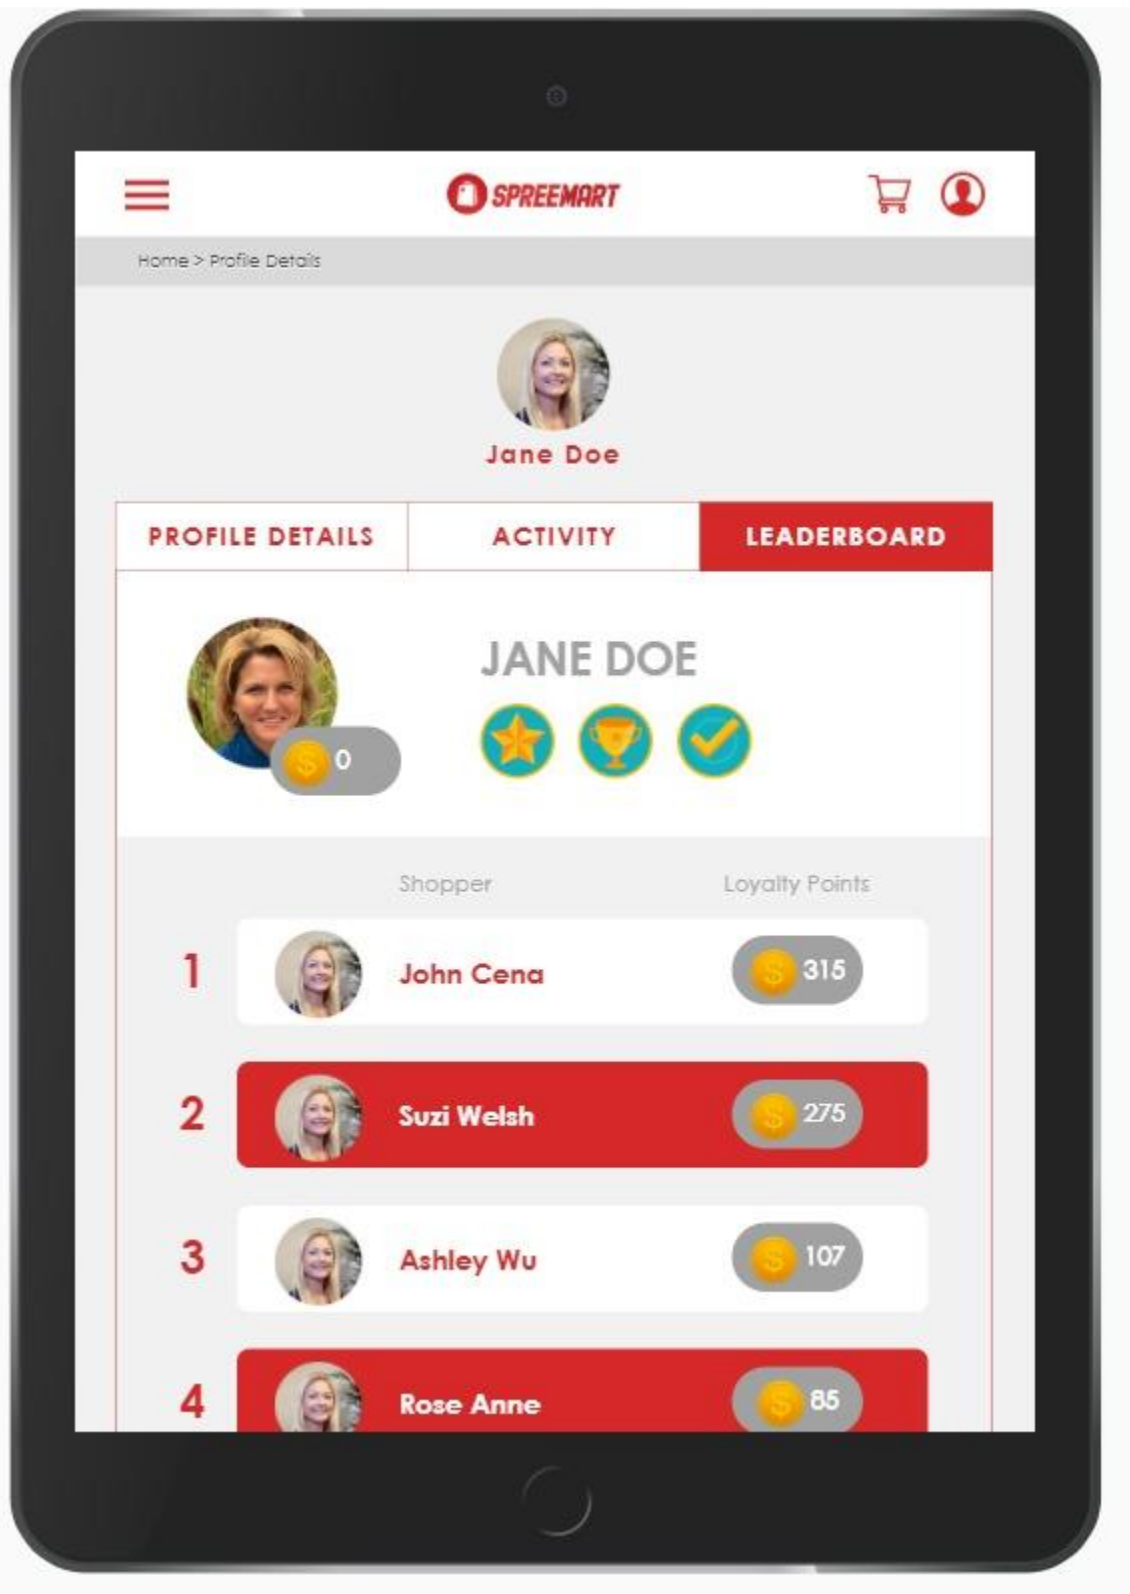 SPREEMART
Home > Profile Details
Jane Doe
PROFILE DETAILS ACTIVITY LEADERBOARD
JANE DOE
0
Shopper Loyalty Points
1 John Cena 315
2 Suzi Welsh 275
3 Ashley Wu 107
4 Rose Anne 85